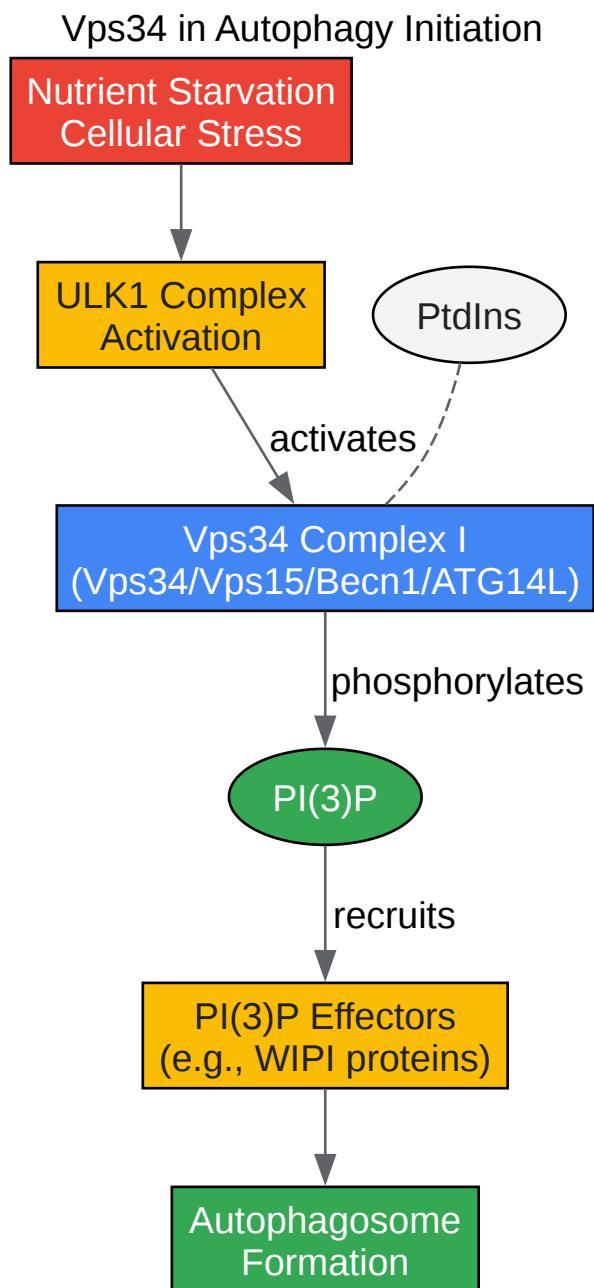 Vps34 in Autophagy Initiation
Nutrient Starvation
Cellular Stress
ULK1 Complex
Activation
PtdIns
activates
Vps34 Complex I
(Vps34/Vps15/Becn1/ATG14L)
phosphorylates
PI(3)P
recruits
PI(3)P Effectors
(e.g., WIPI proteins)
Autophagosome
Formation